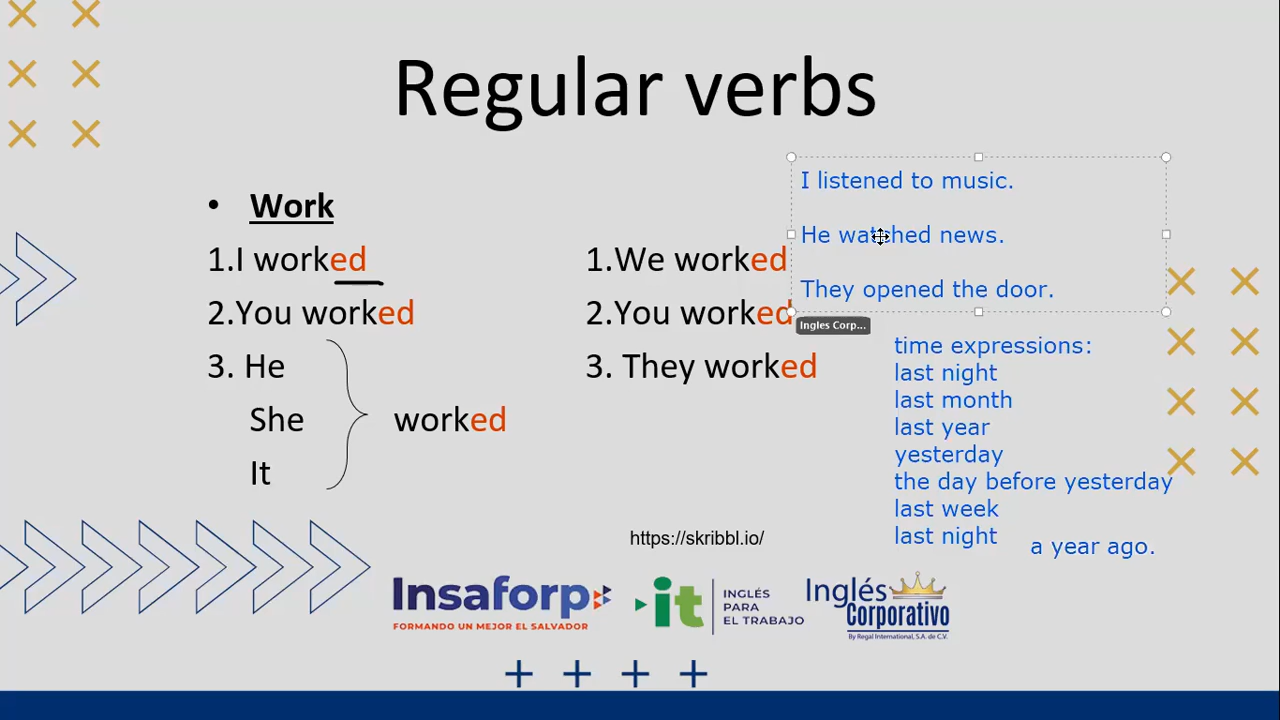 Regular verbs
• Work
1.I worked
2.You worked
3. He
She
It
worked
1.We worked
2.You worked
3. They worked
I listened to music.
He watched news.
They opened the door.
Ingles Corp...
time expressions:
last night
last month
last year
yesterday
the day before yesterday
last week
last night
a year ago.
https://skribbl.io/
Insaforp
FORMANDO UN MEJOR EL SALVADOR
it
INGLÉS
PARA
EL TRABAJO
Inglés
Corporativo
By Regal International, S.A. de C.V.